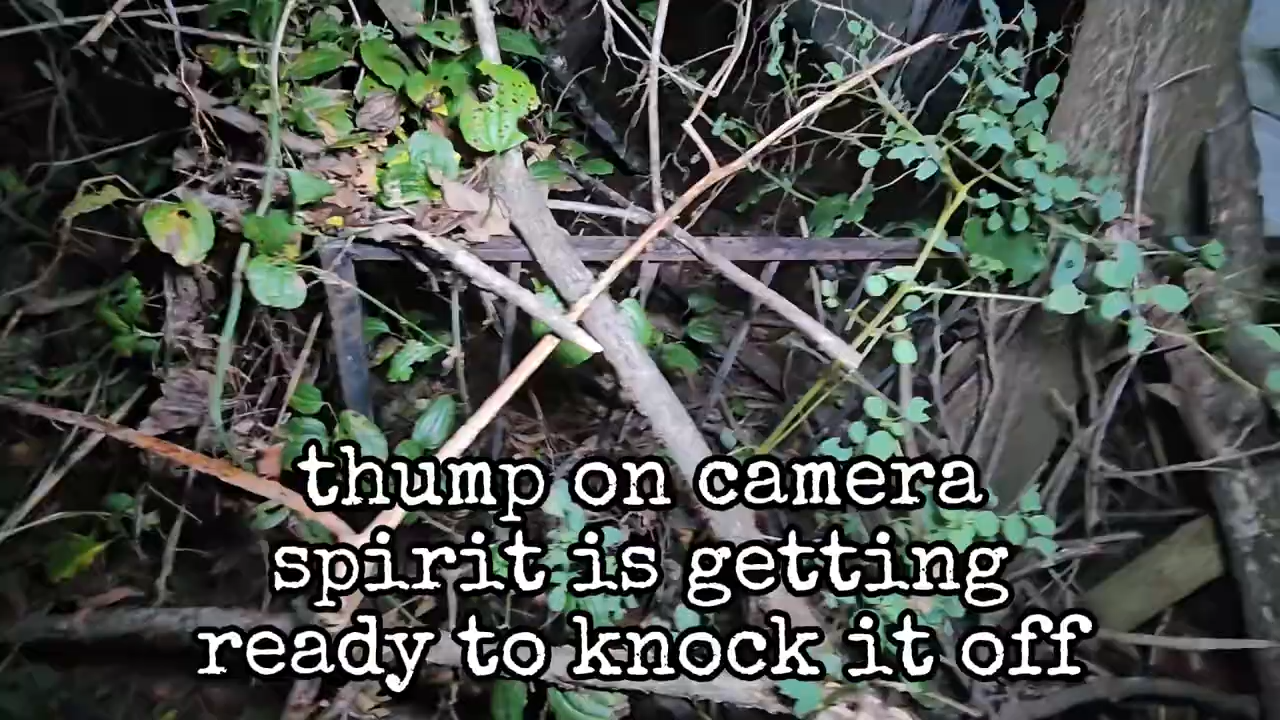 thump on camera
spirit is getting
ready to knock it off